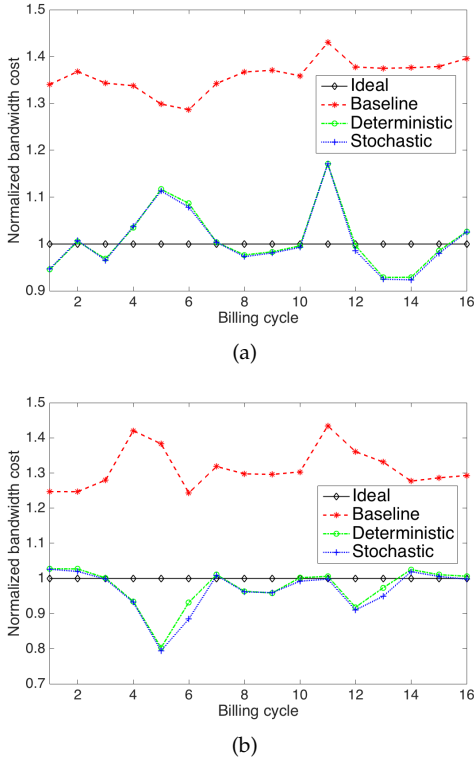 1.5
1.4
1.3
1.2
1.1
1
0.9
Normalized bandwidth cost
Ideal
Baseline
Deterministic
Stochastic
2 4 6 8 10 12 14 16
Billing cycle
(a)
1.5
1.4
1.3
1.2
1.1
1
0.9
0.8
0.7
Normalized bandwidth cost
Ideal
Baseline
Deterministic
Stochastic
2 4 6 8 10 12 14 16
Billing cycle
(b)